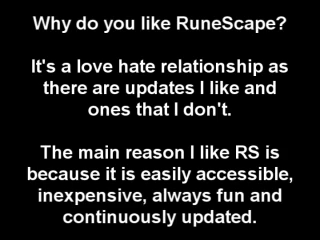 Why do you like RuneScape?
It's a love hate relationship as
there are updates I like and
ones that I don't.
The main reason I like RS is
because it is easily accessible,
inexpensive, always fun and
continuously updated.